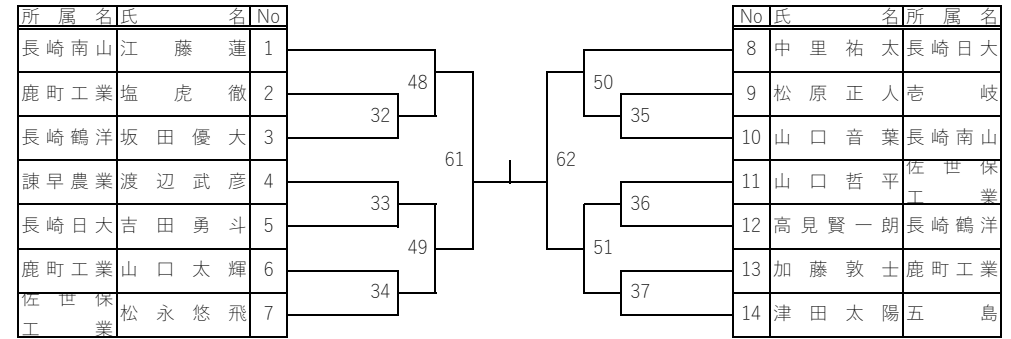 所属名 氏名 No
長崎南山 江藤蓮 1
鹿町工業 塩虎徹 2
長崎鶴洋 坂田優大 3
諫早農業 渡辺武彦 4
長崎日大 吉田勇斗 5
鹿町工業 山口太輝 6
佐世保
工業 松永悠飛 7
48
32
61
33
49
34
No 氏名 所属名
8 中里祐太 長崎日大
9 松原正人 壱岐
10 山口音葉 長崎南山
11 山口哲平 佐世保
工業
12 高見賢一朗 長崎鶴洋
13 加藤敦士 鹿町工業
14 津田太陽 五島
50
35
62
36
51
37